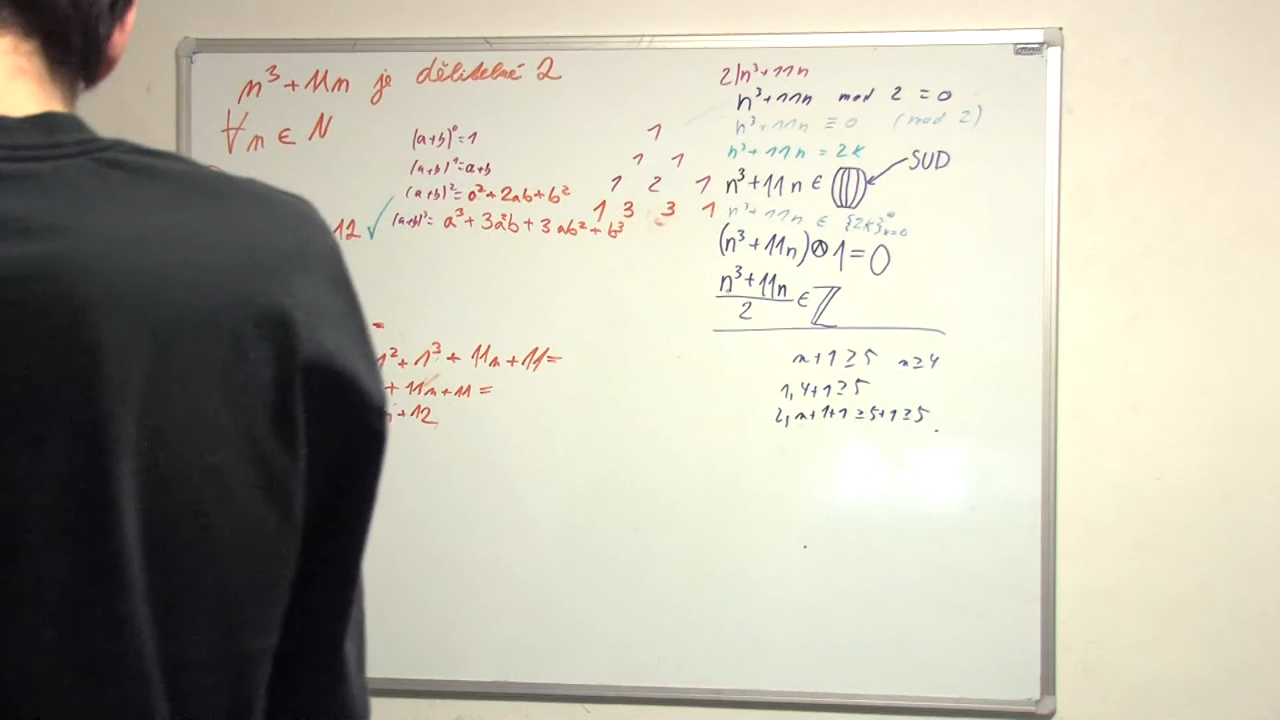 n³ + 11n je dělitelné 2
∀n ∈ N
(a+b)⁰ = 1
(a+b)¹ = a+b
(a+b)² = a² + 2ab + b²
(a+b)³ = a³ + 3a²b + 3ab² + b³
12 ✓
1
1 1
1 2 1
1 3 3 1
=
² + 1³ + 11n + 11 =
+ 11n + 11 =
+ 12
2|n³+11n
n³+11n mod 2 = 0
n³+11n ≡ 0 (mod 2)
n³+11n = 2k
n³+11n ∈ SUD
n³+11n ∈ {2k}∞k=0
(n³+11n) ⊗ 1 = 0
n³+11n
2
∈ ℤ
n+1 ≥ 5 n ≥ 4
1, 4+1 ≥ 5
2, n+1+1 ≥ 5+1 ≥ 5